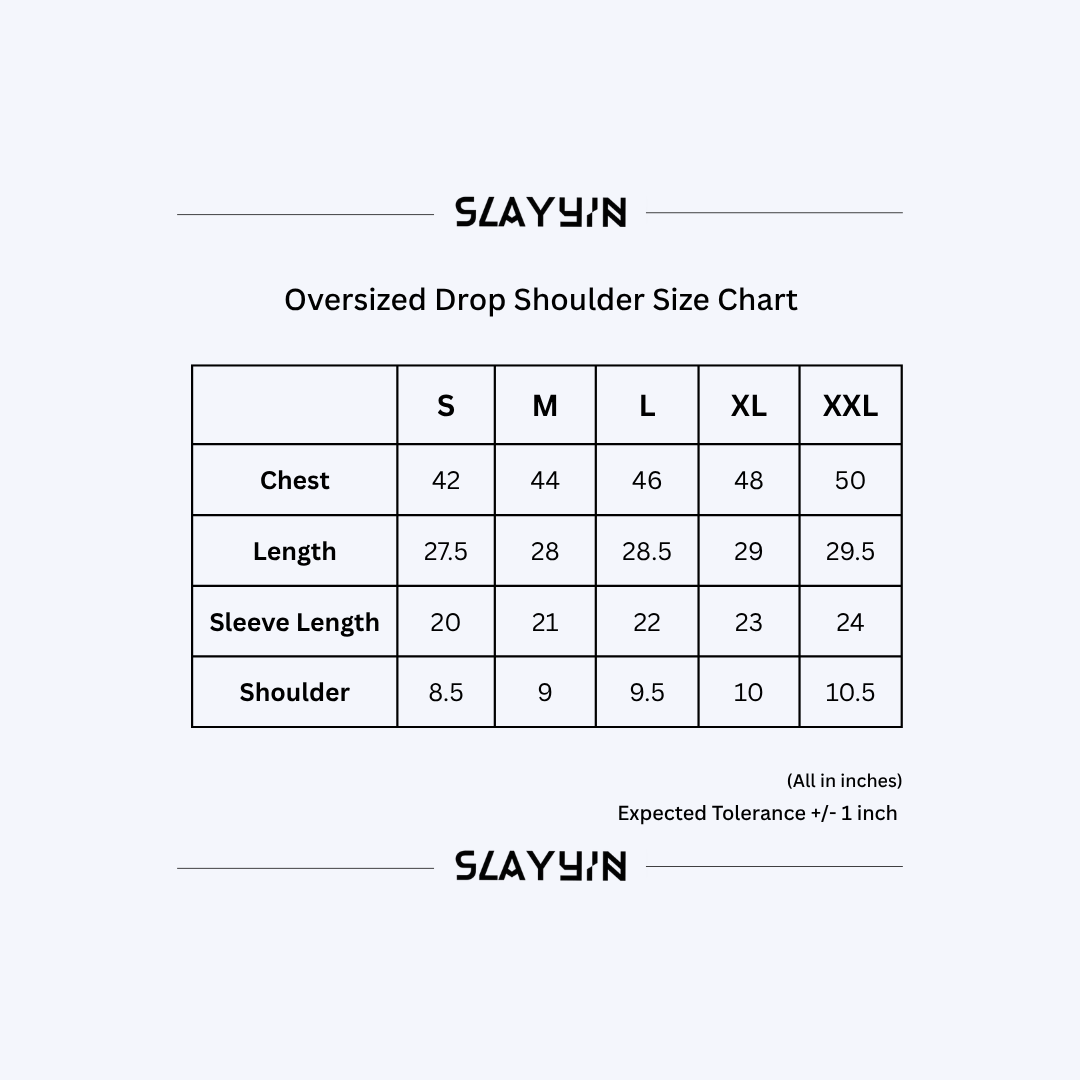 SLAYYIN
Oversized Drop Shoulder Size Chart
S M L XL XXL
Chest 42 44 46 48 50
Length 27.5 28 28.5 29 29.5
Sleeve Length 20 21 22 23 24
Shoulder 8.5 9 9.5 10 10.5
(All in inches)
Expected Tolerance +/- 1 inch
SLAYYIN